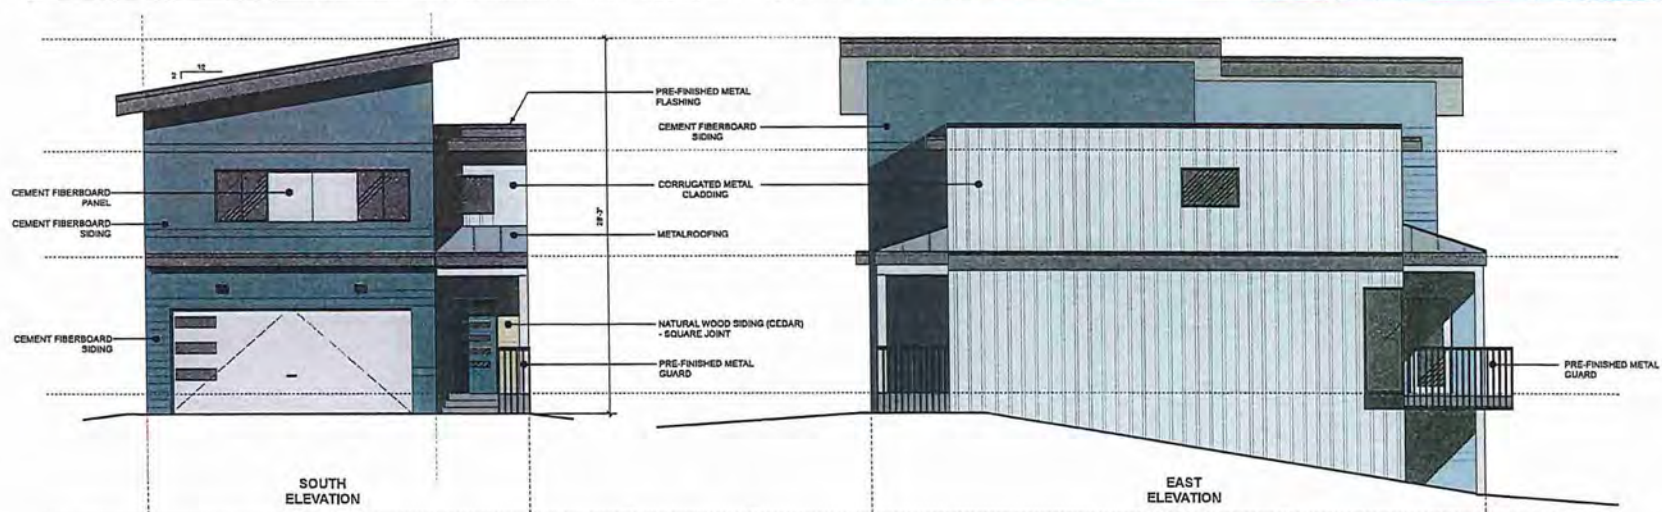 12
2
PRE-FINISHED METAL
FLASHING
CEMENT FIBERBOARD
SIDING
CEMENT FIBERBOARD
PANEL
CORRUGATED METAL
CLADDING
CEMENT FIBERBOARD
SIDING
METALROOFING
CEMENT FIBERBOARD
SIDING
NATURAL WOOD SIDING (CEDAR)
- SQUARE JOINT
PRE-FINISHED METAL
GUARD
PRE-FINISHED METAL
GUARD
SOUTH
ELEVATION
EAST
ELEVATION